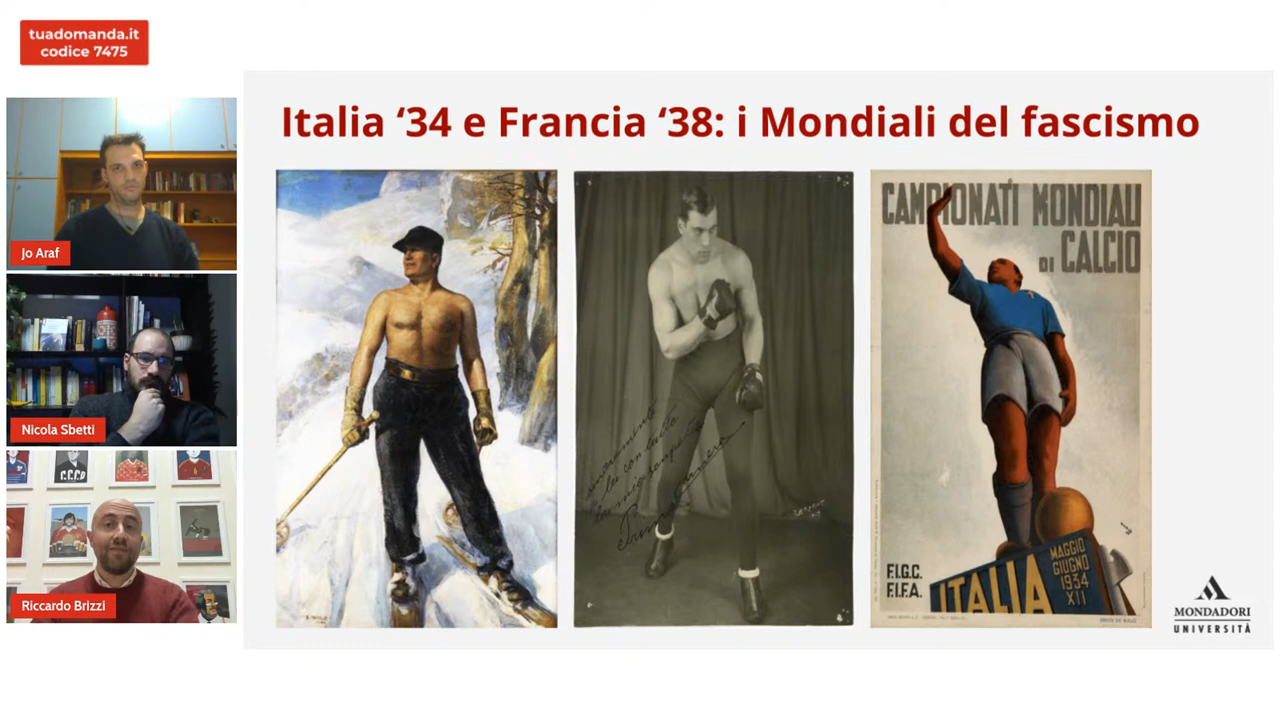 tuadomanda.it
codice 7475
Italia ‘34 e Francia ‘38: i Mondiali del fascismo
Jo Araf
Nicola Sbetti
Riccardo Brizzi
CAMPIONATI MONDIALI
DI CALCIO
F.I.G.C.
F.I.F.A.
ITALIA
MAGGIO
GIUGNO
1934
XII
MONDADORI
UNIVERSITÀ
C.C.C.P.